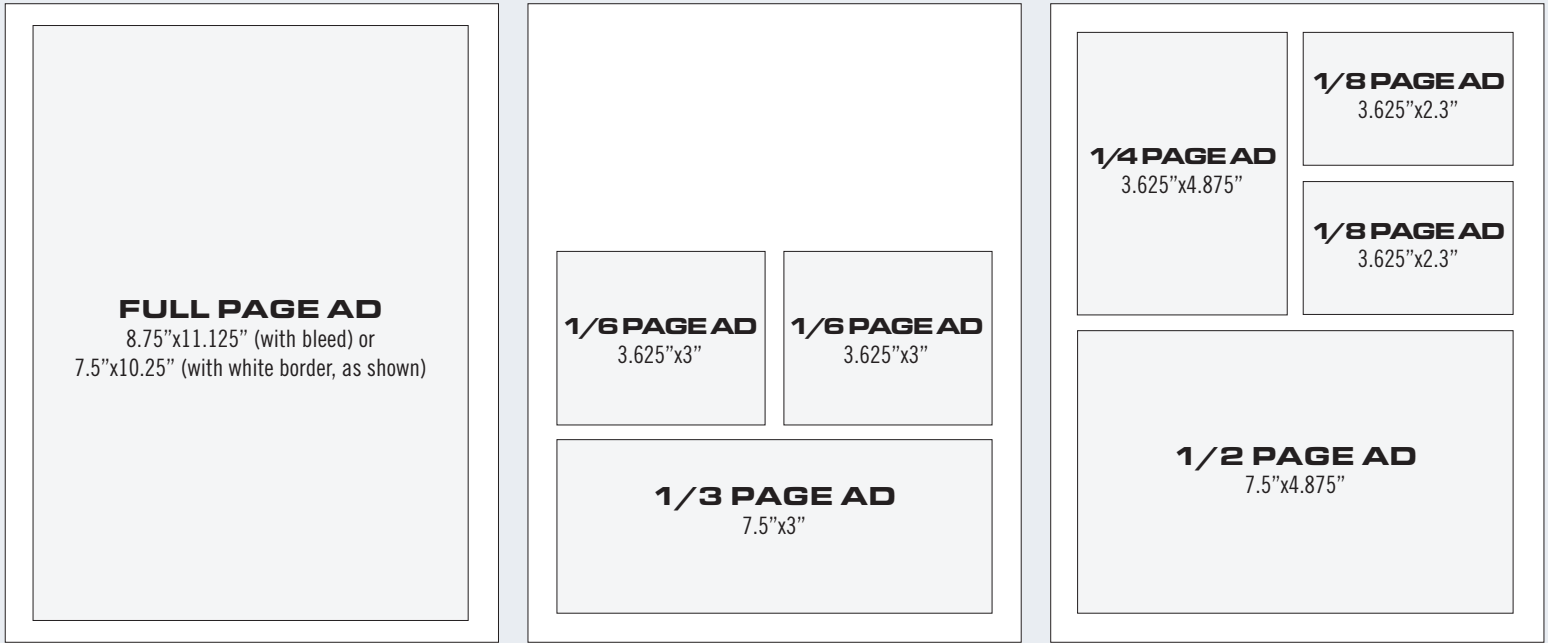 FULL PAGE AD
8.75”x11.125” (with bleed) or
7.5”x10.25” (with white border, as shown)
1/6 PAGE AD
3.625”x3”
1/6 PAGE AD
3.625”x3”
1/3 PAGE AD
7.5”x3”
1/4 PAGE AD
3.625”x4.875”
1/8 PAGE AD
3.625”x2.3”
1/8 PAGE AD
3.625”x2.3”
1/2 PAGE AD
7.5”x4.875”